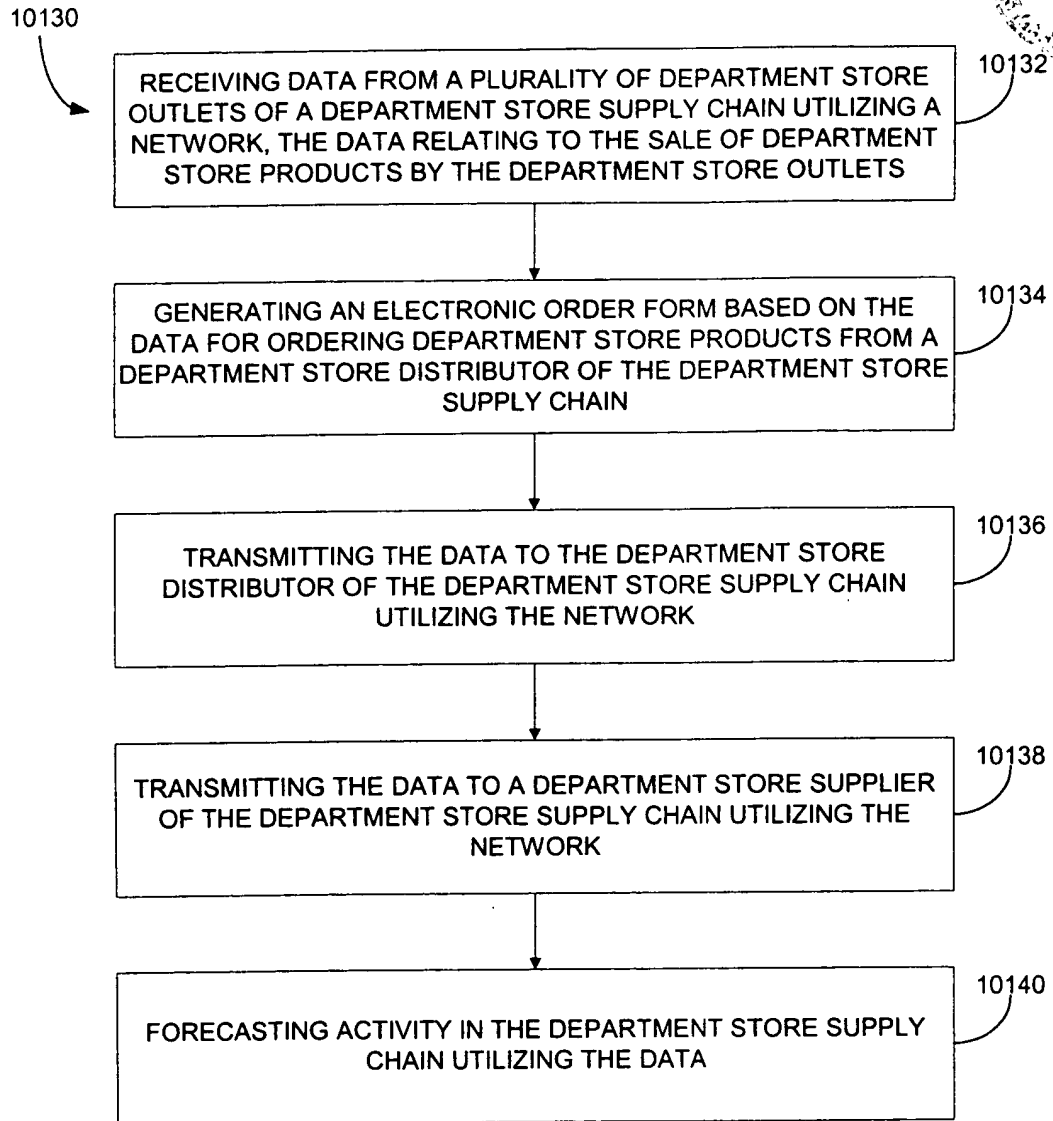 10130
10132
RECEIVING DATA FROM A PLURALITY OF DEPARTMENT STORE
OUTLETS OF A DEPARTMENT STORE SUPPLY CHAIN UTILIZING A
NETWORK, THE DATA RELATING TO THE SALE OF DEPARTMENT
STORE PRODUCTS BY THE DEPARTMENT STORE OUTLETS
10134
GENERATING AN ELECTRONIC ORDER FORM BASED ON THE
DATA FOR ORDERING DEPARTMENT STORE PRODUCTS FROM A
DEPARTMENT STORE DISTRIBUTOR OF THE DEPARTMENT STORE
SUPPLY CHAIN
10136
TRANSMITTING THE DATA TO THE DEPARTMENT STORE
DISTRIBUTOR OF THE DEPARTMENT STORE SUPPLY CHAIN
UTILIZING THE NETWORK
10138
TRANSMITTING THE DATA TO A DEPARTMENT STORE SUPPLIER
OF THE DEPARTMENT STORE SUPPLY CHAIN UTILIZING THE
NETWORK
10140
FORECASTING ACTIVITY IN THE DEPARTMENT STORE SUPPLY
CHAIN UTILIZING THE DATA